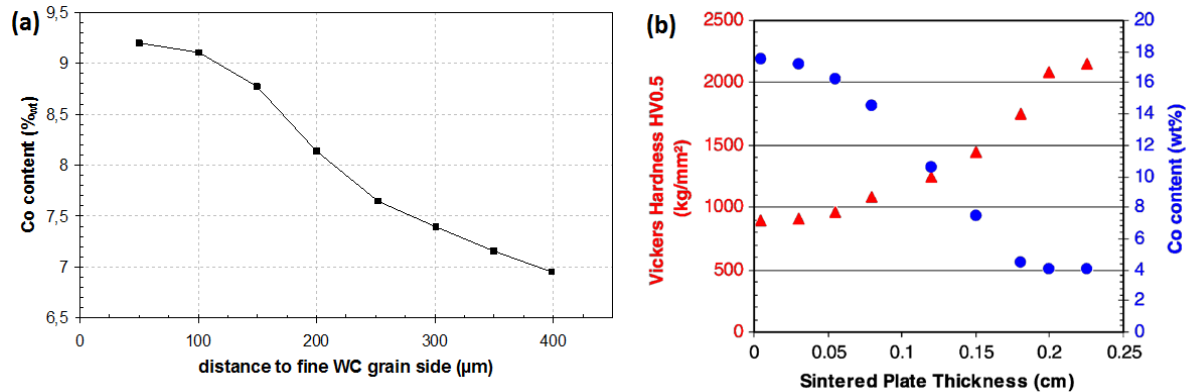 (a)
9,5
9
8,5
8
7,5
7
6,5
Co content (%wt)
0 100 200 300 400
distance to fine WC grain side (µm)
(b)
2500
2000
1500
1000
500
0
Vickers Hardness HV0.5
(kg/mm²)
20
18
16
14
12
10
8
6
4
2
0
Co content (wt%)
0 0.05 0.1 0.15 0.2 0.25
Sintered Plate Thickness (cm)